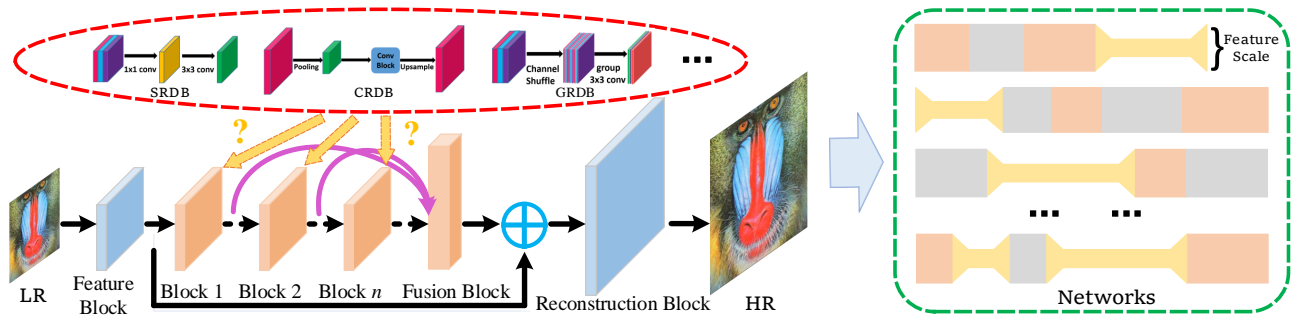 1x1 conv
3x3 conv
SRDB
Pooling
Conv
Block
Upsample
CRDB
Channel
Shuffle
group
3x3 conv
GRDB
...
?
?
LR
Feature
Block
Block 1
Block 2
Block n
Fusion Block
Reconstruction Block
HR
Feature
Scale
... ...
Networks